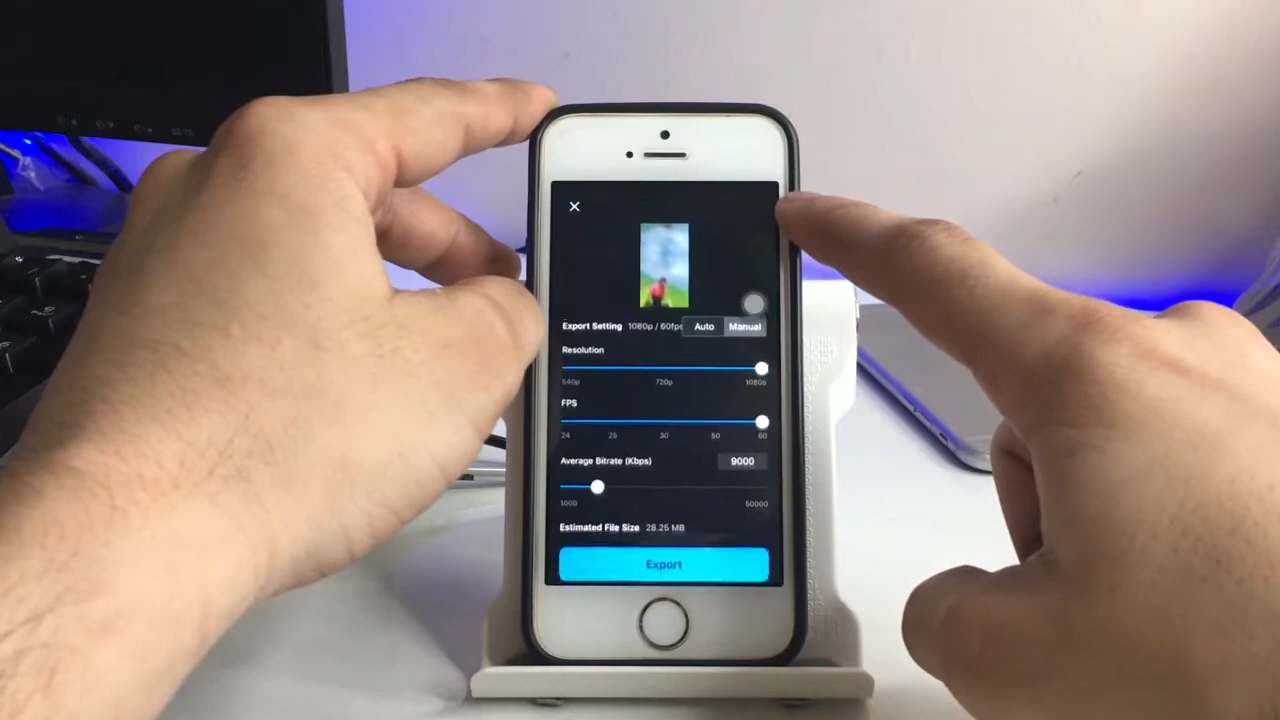 Export Setting 1080p / 60fps Auto Manual
Resolution
540p 720p 1080p
FPS
24 25 30 50 60
Average Bitrate (Kbps) 9000
1000 50000
Estimated File Size 28.25 MB
Export